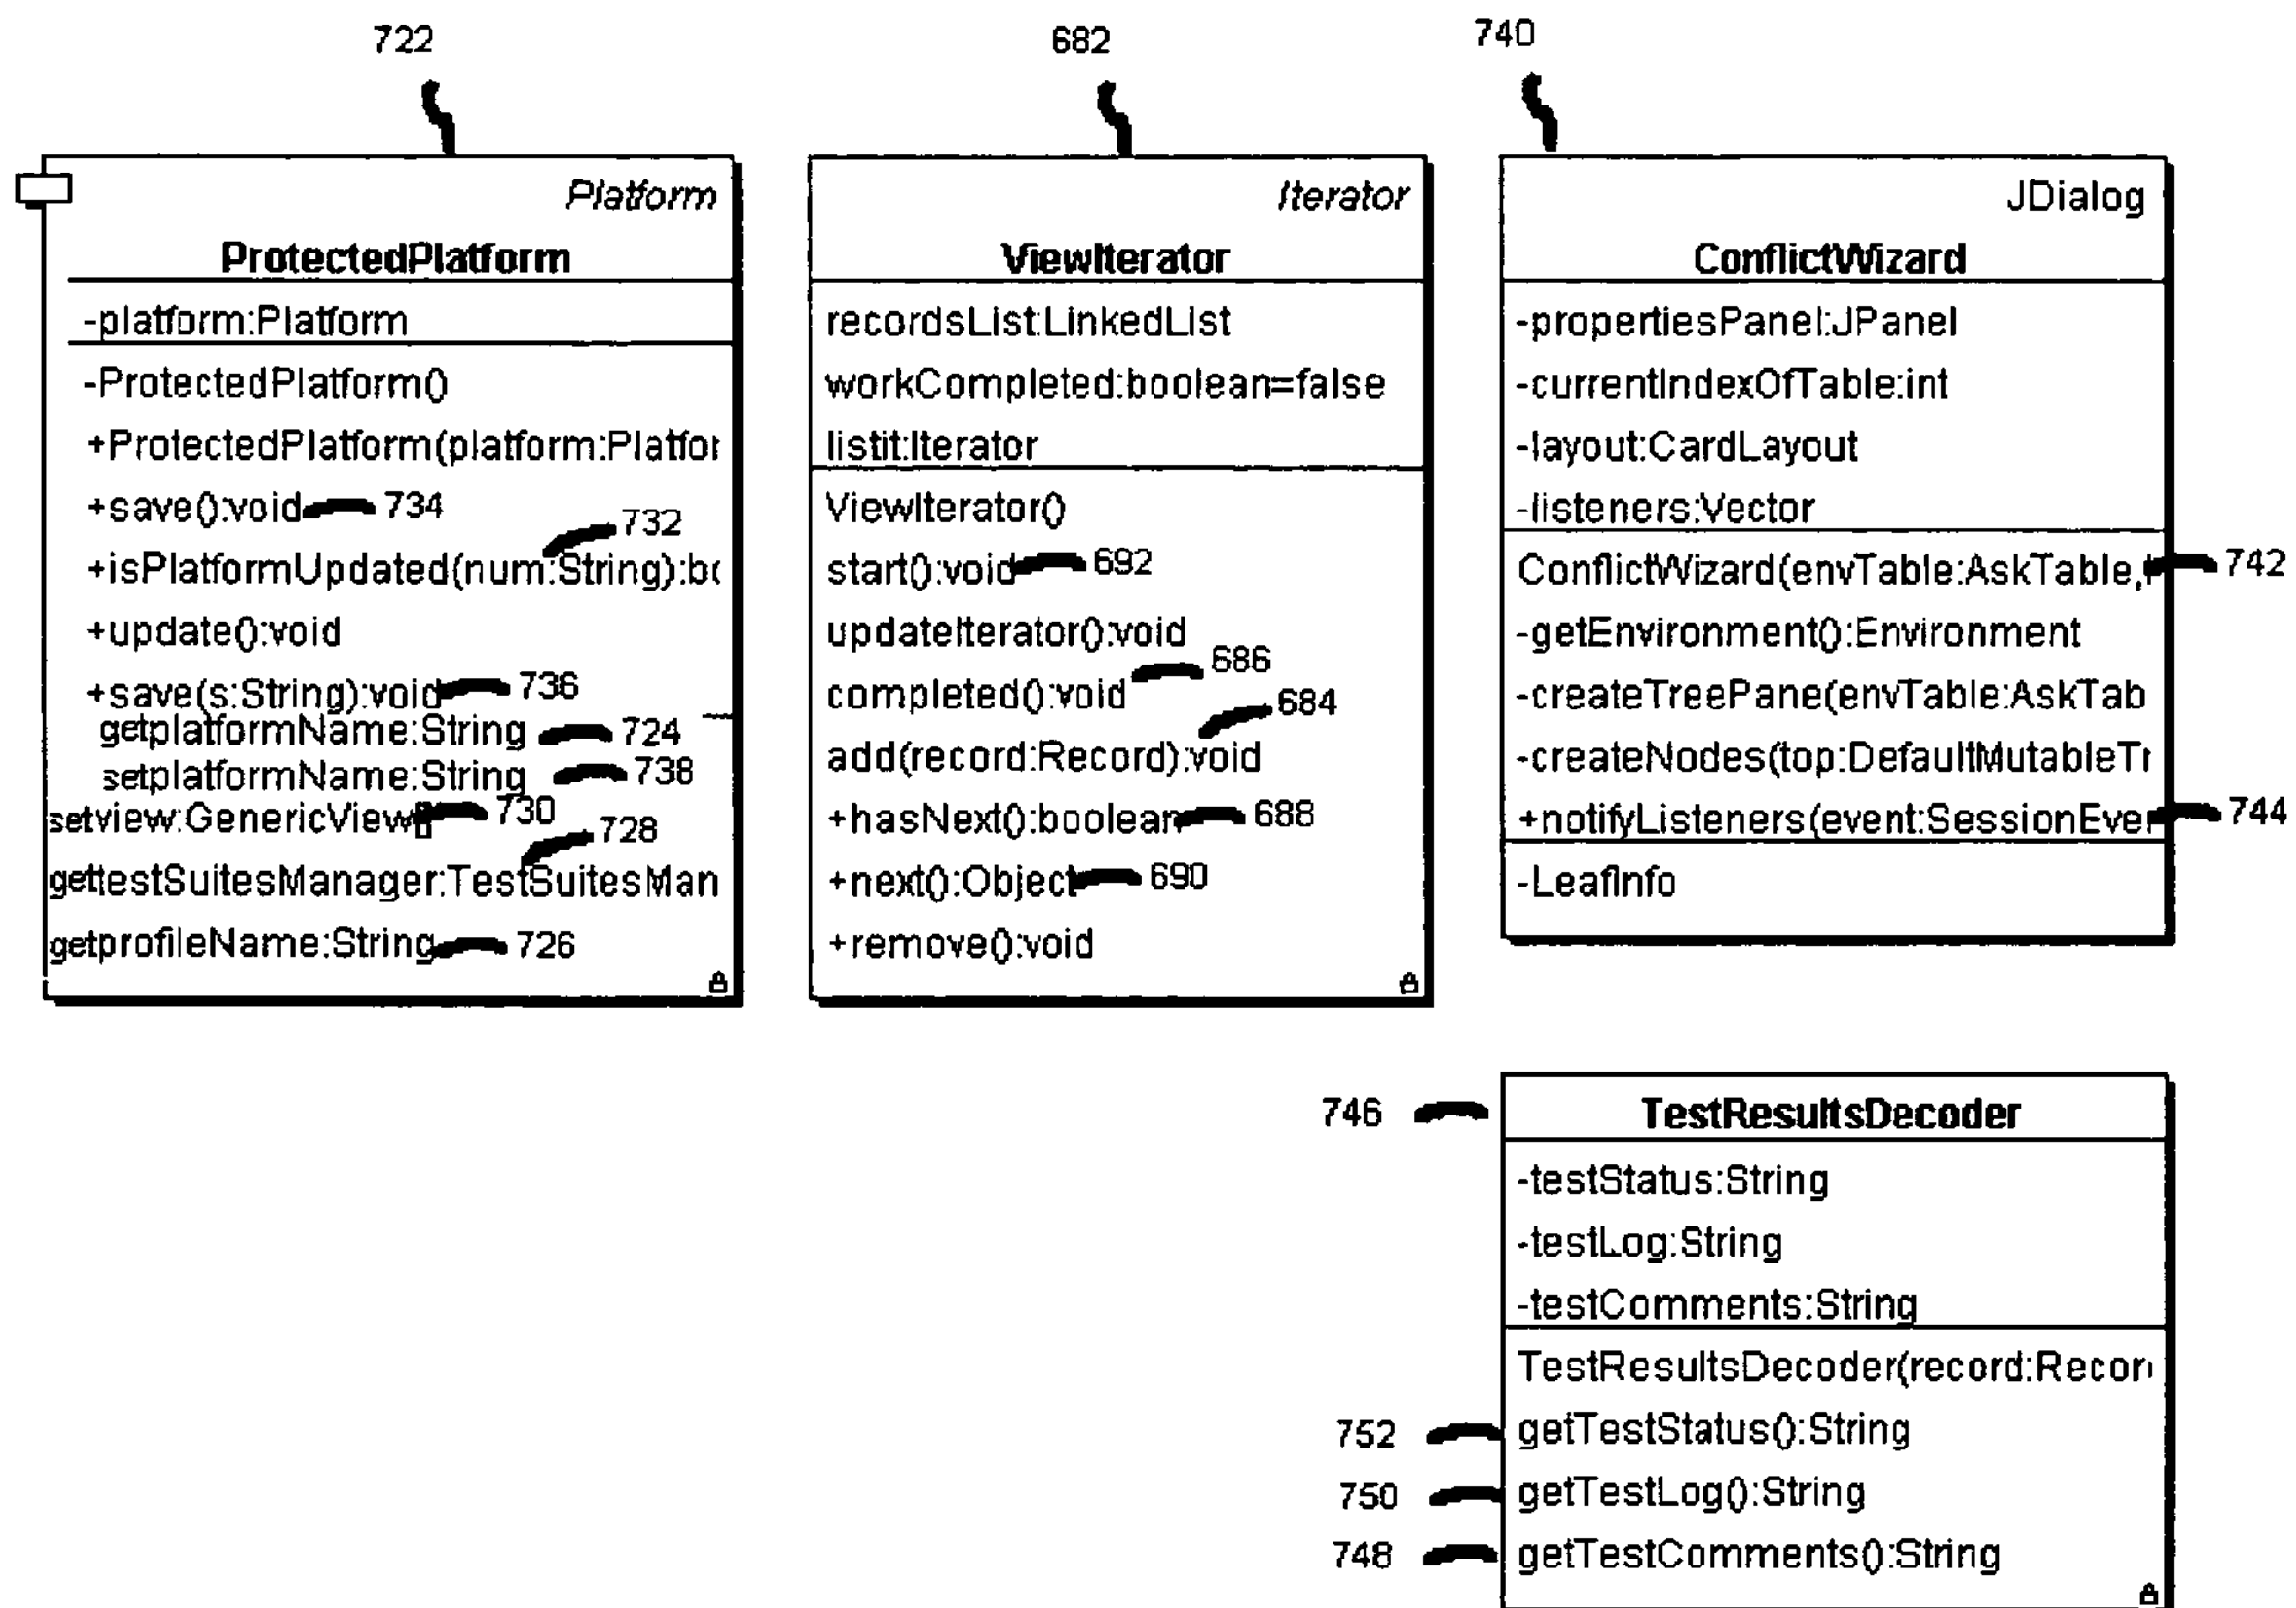 722
Platform
ProtectedPlatform
-platform:Platform
-ProtectedPlatform()
+ProtectedPlatform(platform:Platfor
+save():void 734
732
+isPlatformUpdated(num:String):bo
+update():void
+save(s:String):void 736
getplatformName:String 724
setplatformName:String 738
setview:GenericView 730
728
gettestSuitesManager:TestSuitesMan
getprofileName:String 726
682
Iterator
ViewIterator
recordsList:LinkedList
workCompleted:boolean=false
listit:Iterator
ViewIterator()
start():void 692
updateIterator():void
completed():void 686
684
add(record:Record):void
+hasNext():boolean 688
+next():Object 690
+remove():void
740
JDialog
ConflictWizard
-propertiesPanel:JPanel
-currentIndexOfTable:int
-layout:CardLayout
-listeners:Vector
ConflictWizard(envTable:AskTable, 742
-getEnvironment():Environment
-createTreePane(envTable:AskTab
-createNodes(top:DefaultMutableTr
+notifyListeners(event:SessionEver 744
-LeafInfo
746
TestResultsDecoder
-testStatus:String
-testLog:String
-testComments:String
TestResultsDecoder(record:Recor
752 getTestStatus():String
750 getTestLog():String
748 getTestComments():String